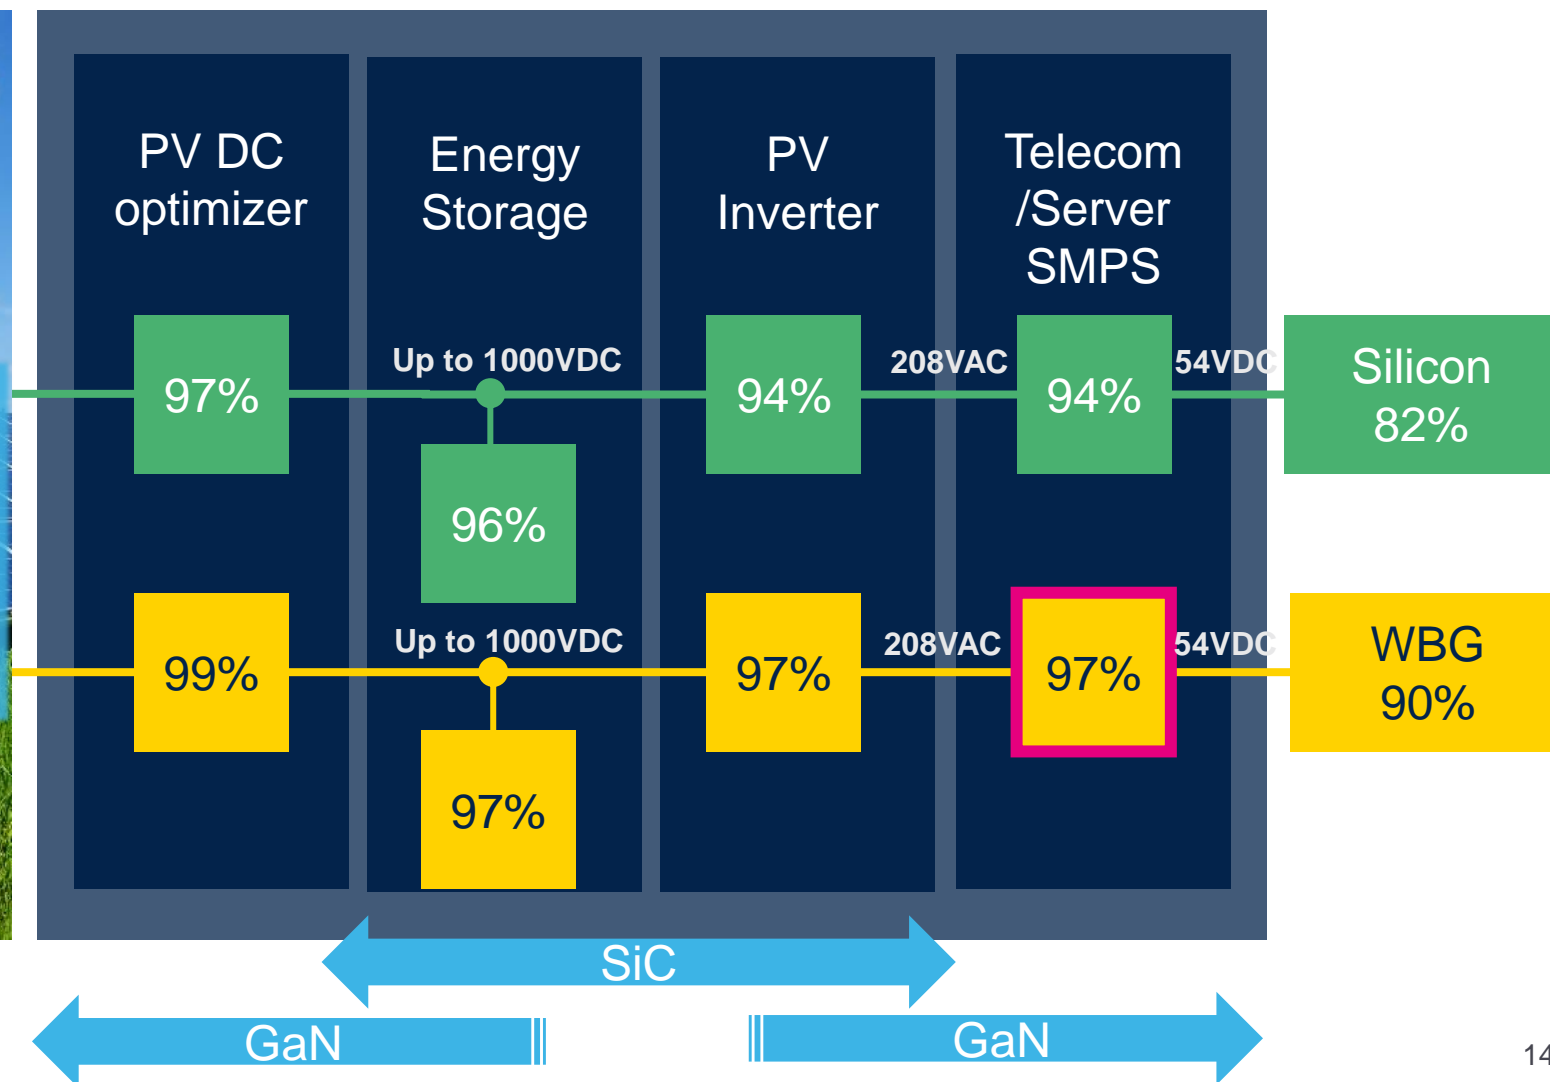 PV DC
optimizer
Energy
Storage
PV
Inverter
Telecom
/Server
SMPS
97%
Up to 1000VDC
94%
208VAC
94%
54VDC
Silicon
82%
96%
99%
Up to 1000VDC
97%
208VAC
97%
54VDC
WBG
90%
97%
SiC
GaN
GaN
14